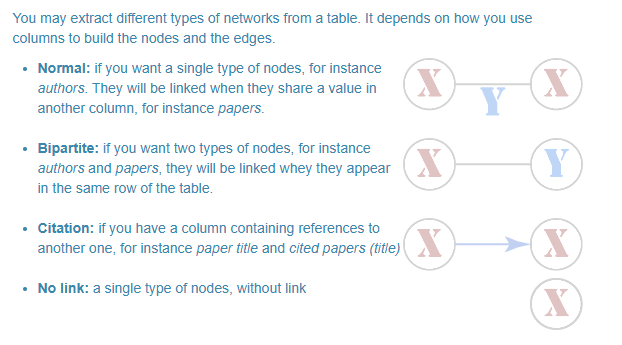 You may extract different types of networks from a table. It depends on how you use
columns to build the nodes and the edges.
• Normal: if you want a single type of nodes, for instance
authors. They will be linked when they share a value in
another column, for instance papers.
X X
Y
• Bipartite: if you want two types of nodes, for instance
authors and papers, they will be linked whey they appear
in the same row of the table.
X Y
• Citation: if you have a column containing references to
another one, for instance paper title and cited papers (title)
X X
• No link: a single type of nodes, without link
X